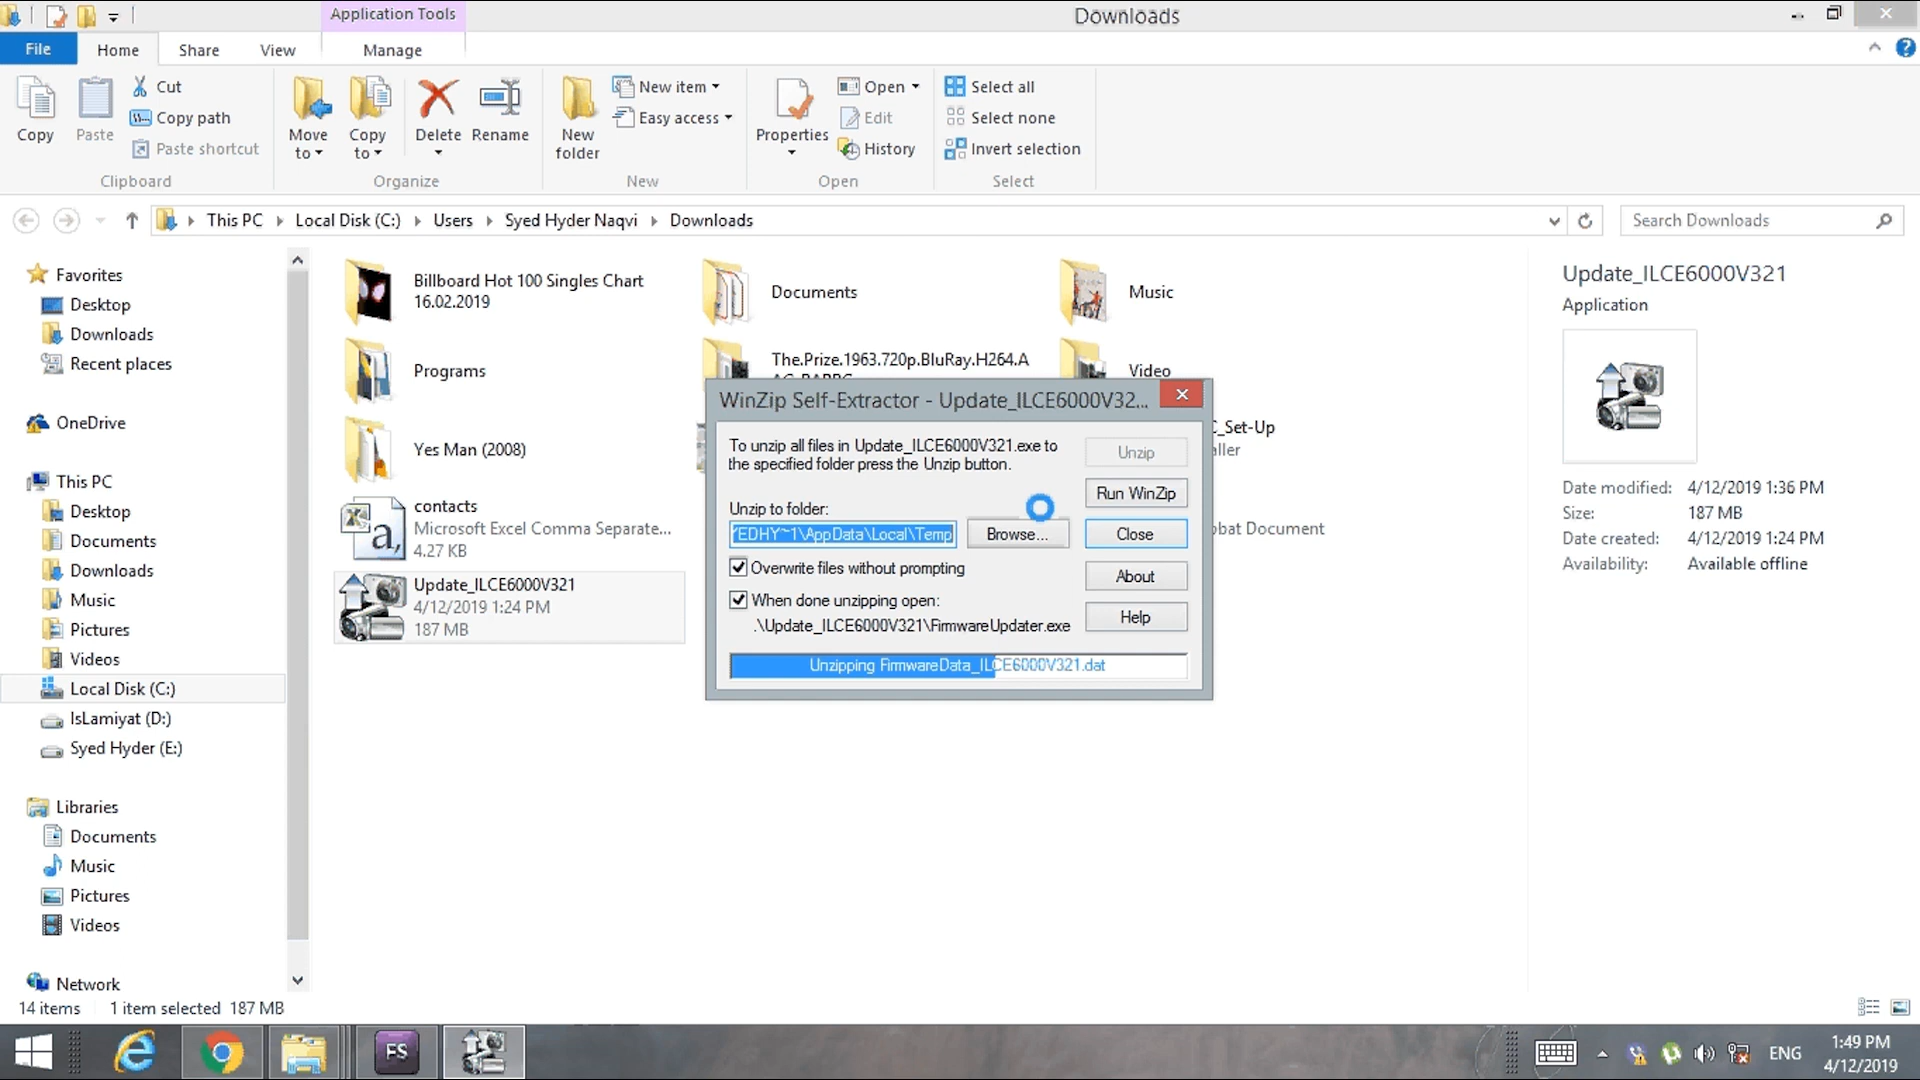 Application Tools
Downloads
File
Home
Share
View
Manage
Copy
Paste
Cut
Copy path
Paste shortcut
Clipboard
Move
to
Copy
to
Delete
Rename
Organize
New
folder
New item
Easy access
New
Properties
Open
Edit
History
Open
Select all
Select none
Invert selection
Select
This PC
Local Disk (C:)
Users
Syed Hyder Naqvi
Downloads
Search Downloads
Favorites
Desktop
Downloads
Recent places
OneDrive
This PC
Desktop
Documents
Downloads
Music
Pictures
Videos
Local Disk (C:)
IsLamiyat (D:)
Syed Hyder (E:)
Libraries
Documents
Music
Pictures
Videos
Network
Billboard Hot 100 Singles Chart
16.02.2019
Documents
Music
Programs
The.Prize.1963.720p.BluRay.H264.A
Video
Yes Man (2008)
C_Set-Up
contacts
Microsoft Excel Comma Separate...
4.27 KB
Document
Update_ILCE6000V321
4/12/2019 1:24 PM
187 MB
WinZip Self-Extractor - Update_ILCE6000V32...
To unzip all files in Update_ILCE6000V321.exe to
the specified folder press the Unzip button.
Unzip to folder:
EDHY~1\AppData\Local\Temp
Browse...
Overwrite files without prompting
When done unzipping open:
.\Update_ILCE6000V321\FirmwareUpdater.exe
Unzip
Run WinZip
Close
About
Help
Unzipping FirmwareData_ILCE6000V321.dat
Update_ILCE6000V321
Application
Date modified: 4/12/2019 1:36 PM
Size: 187 MB
Date created: 4/12/2019 1:24 PM
Availability: Available offline
14 items
1 item selected 187 MB
FS
ENG
1:49 PM
4/12/2019